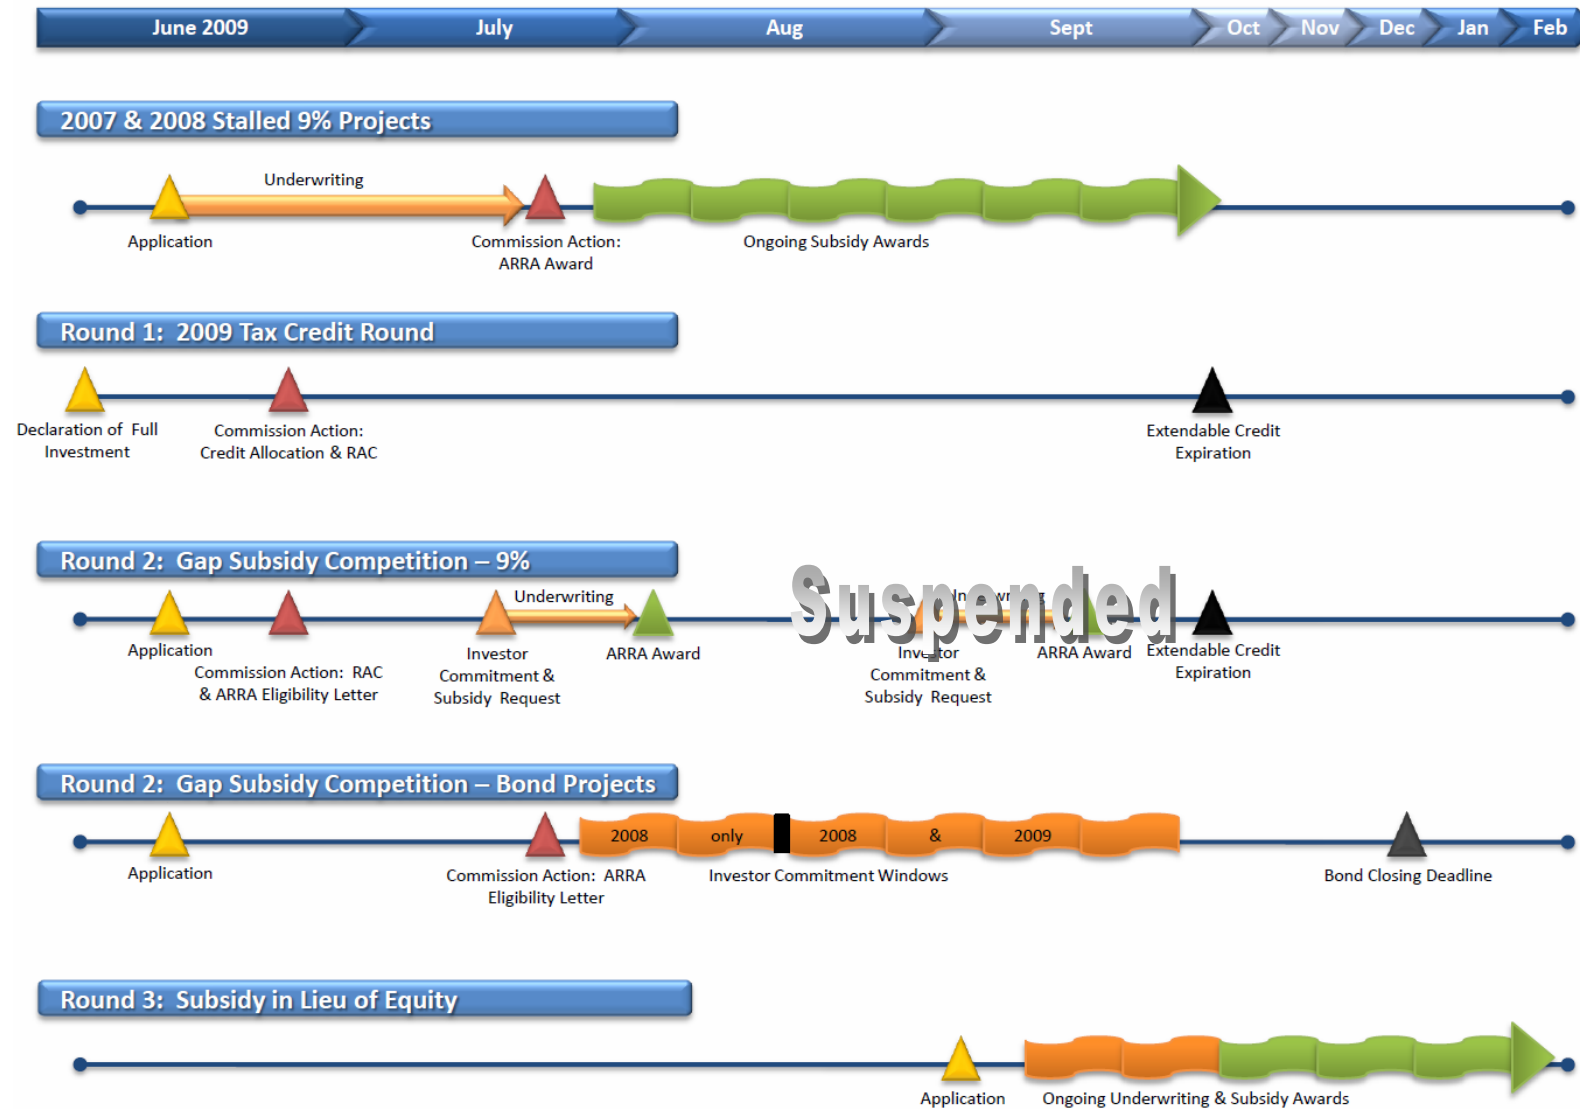 June 2009 July Aug Sept Oct Nov Dec Jan Feb
2007 & 2008 Stalled 9% Projects
Underwriting
Application
Commission Action:
ARRA Award
Ongoing Subsidy Awards
Round 1: 2009 Tax Credit Round
Declaration of Full
Investment
Commission Action:
Credit Allocation & RAC
Extendable Credit
Expiration
Round 2: Gap Subsidy Competition – 9%
Underwriting
Underwriting
Suspended
Application
Commission Action: RAC
& ARRA Eligibility Letter
Investor
Commitment &
Subsidy Request
ARRA Award
Investor
Commitment &
Subsidy Request
ARRA Award
Extendable Credit
Expiration
Round 2: Gap Subsidy Competition – Bond Projects
2008 only 2008 & 2009
Application
Commission Action: ARRA
Eligibility Letter
Investor Commitment Windows
Bond Closing Deadline
Round 3: Subsidy in Lieu of Equity
Application
Ongoing Underwriting & Subsidy Awards